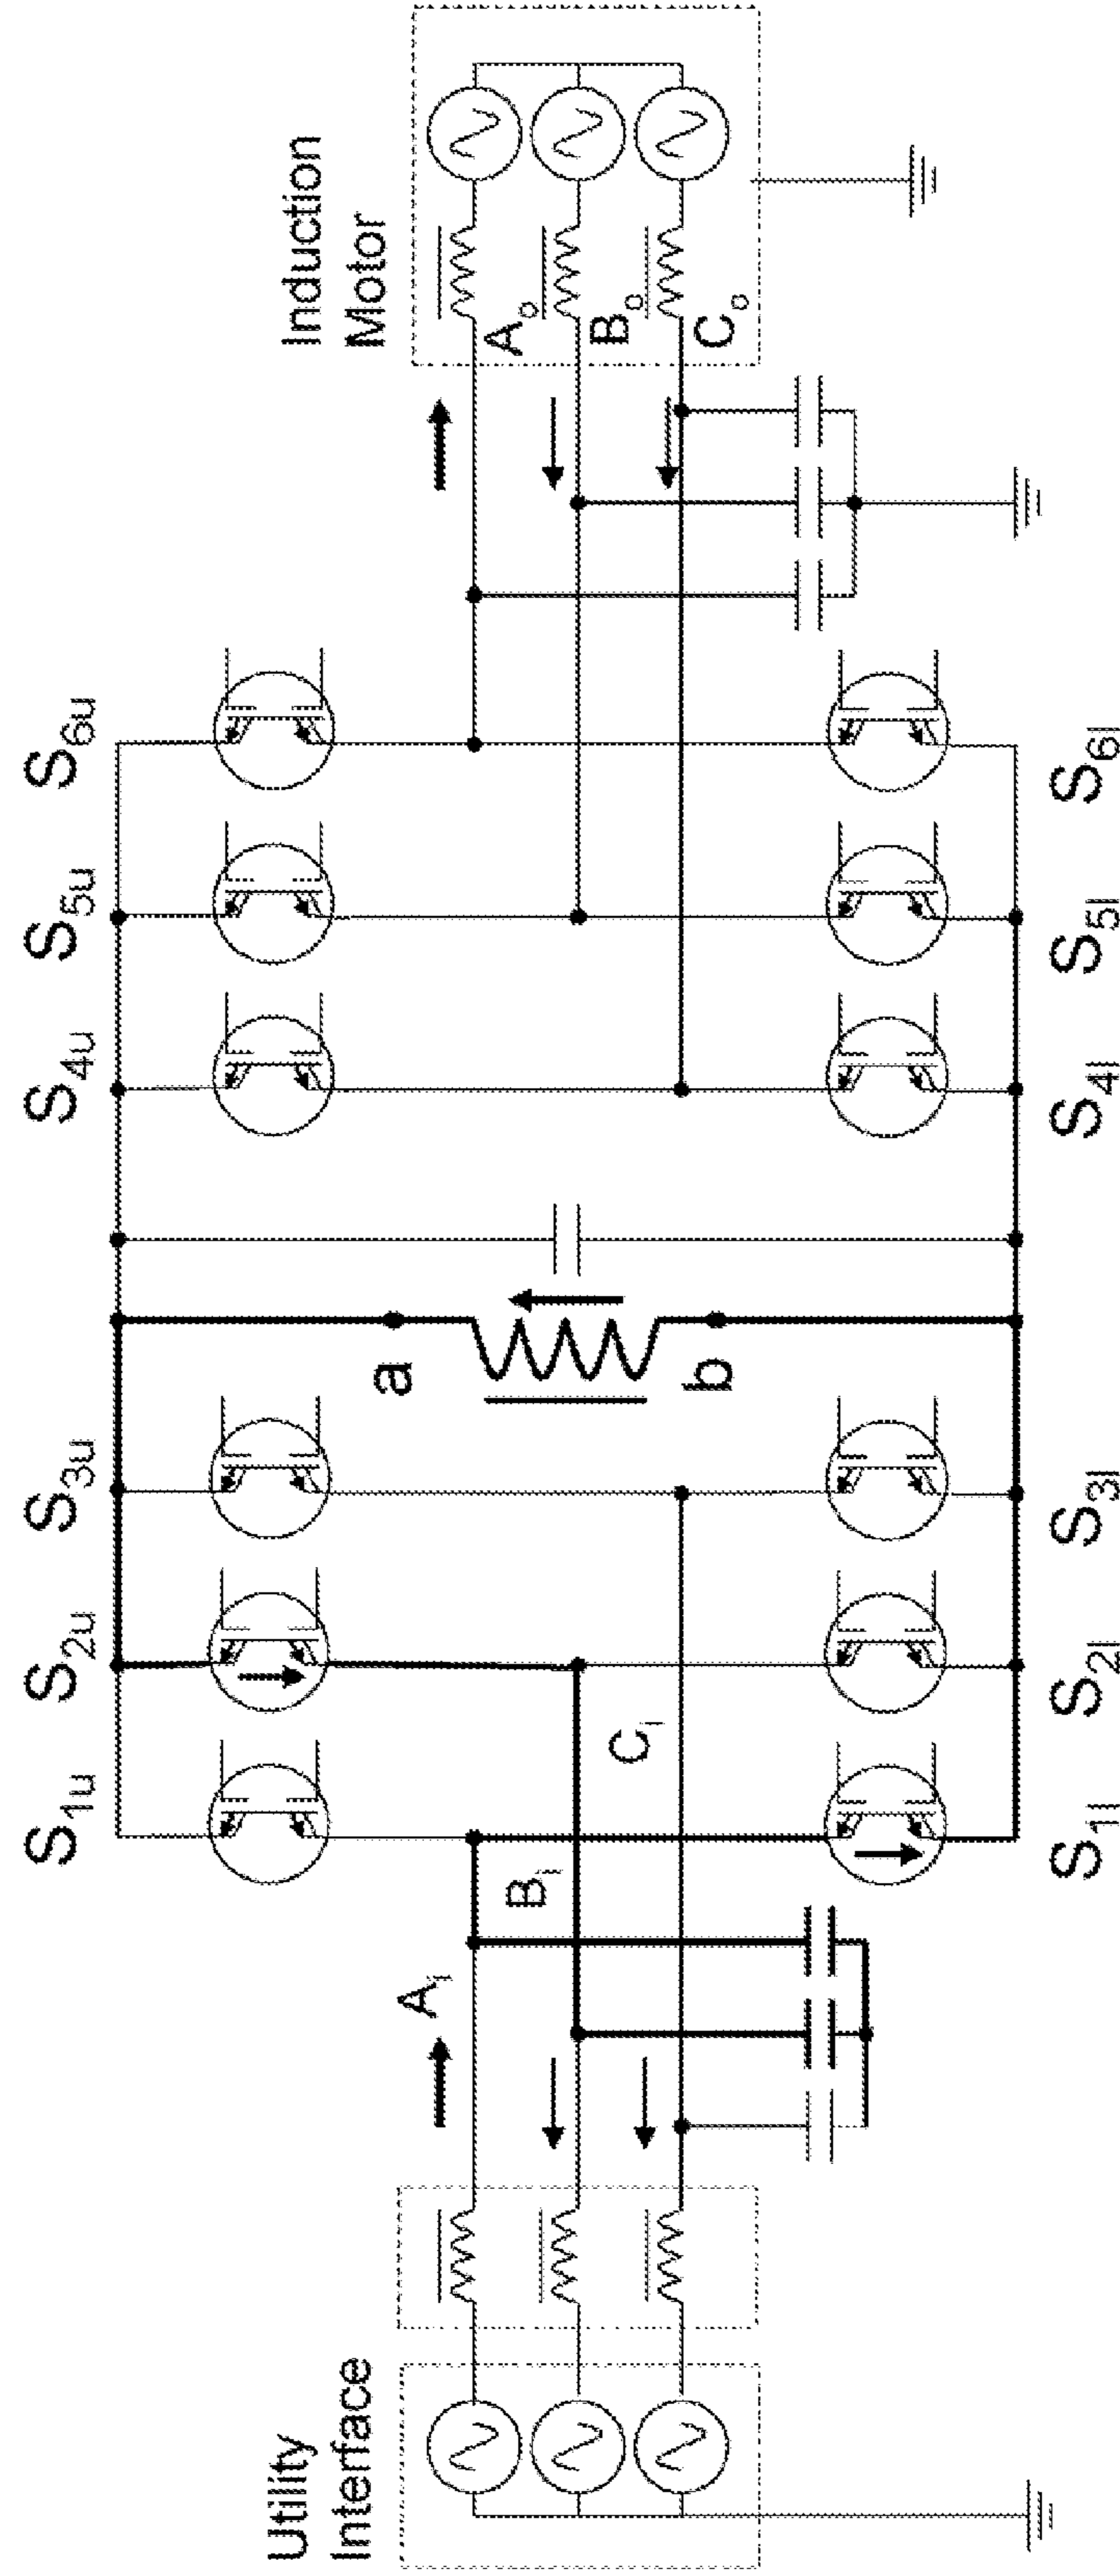 Utility
Interface
Induction
Motor
S1u
S2u
S3u
S4u
S5u
S6u
Ai
Bi
Ci
a
b
Ao
Bo
Co
S1l
S2l
S3l
S4l
S5l
S6l